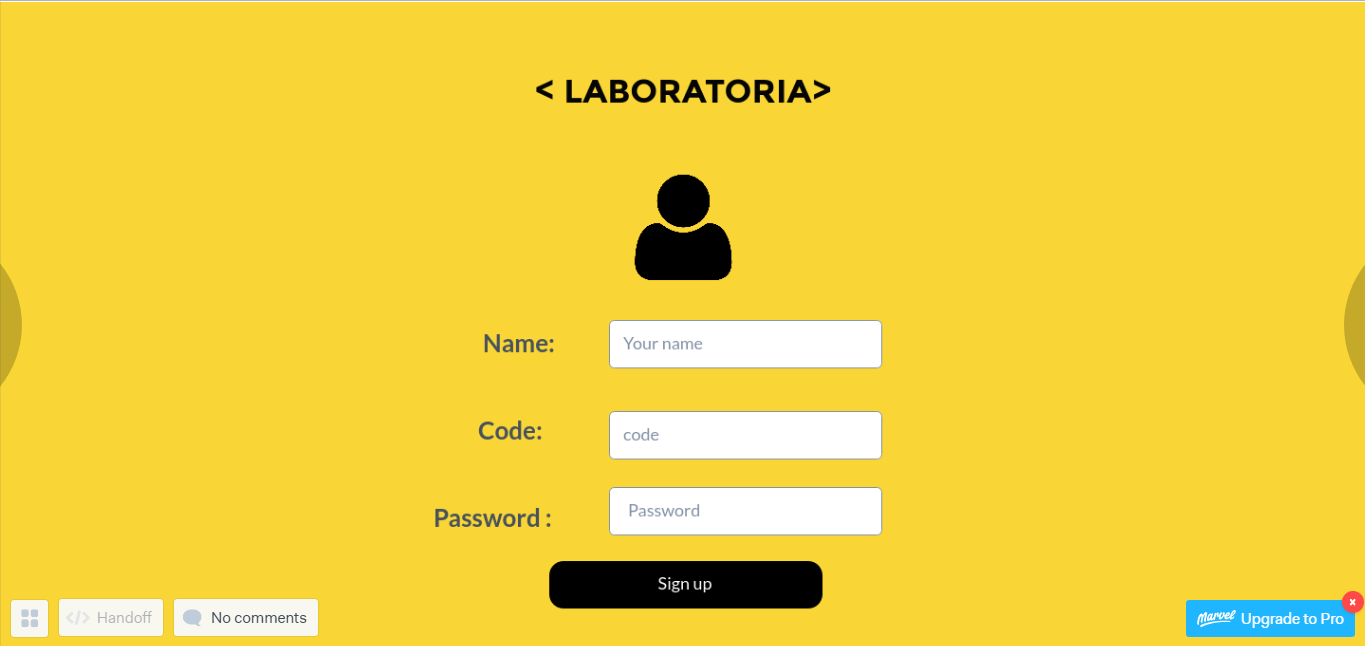 < LABORATORIA>
Name:
Your name
Code:
code
Password :
Password
Sign up
</> Handoff
No comments
Marvel Upgrade to Pro
x